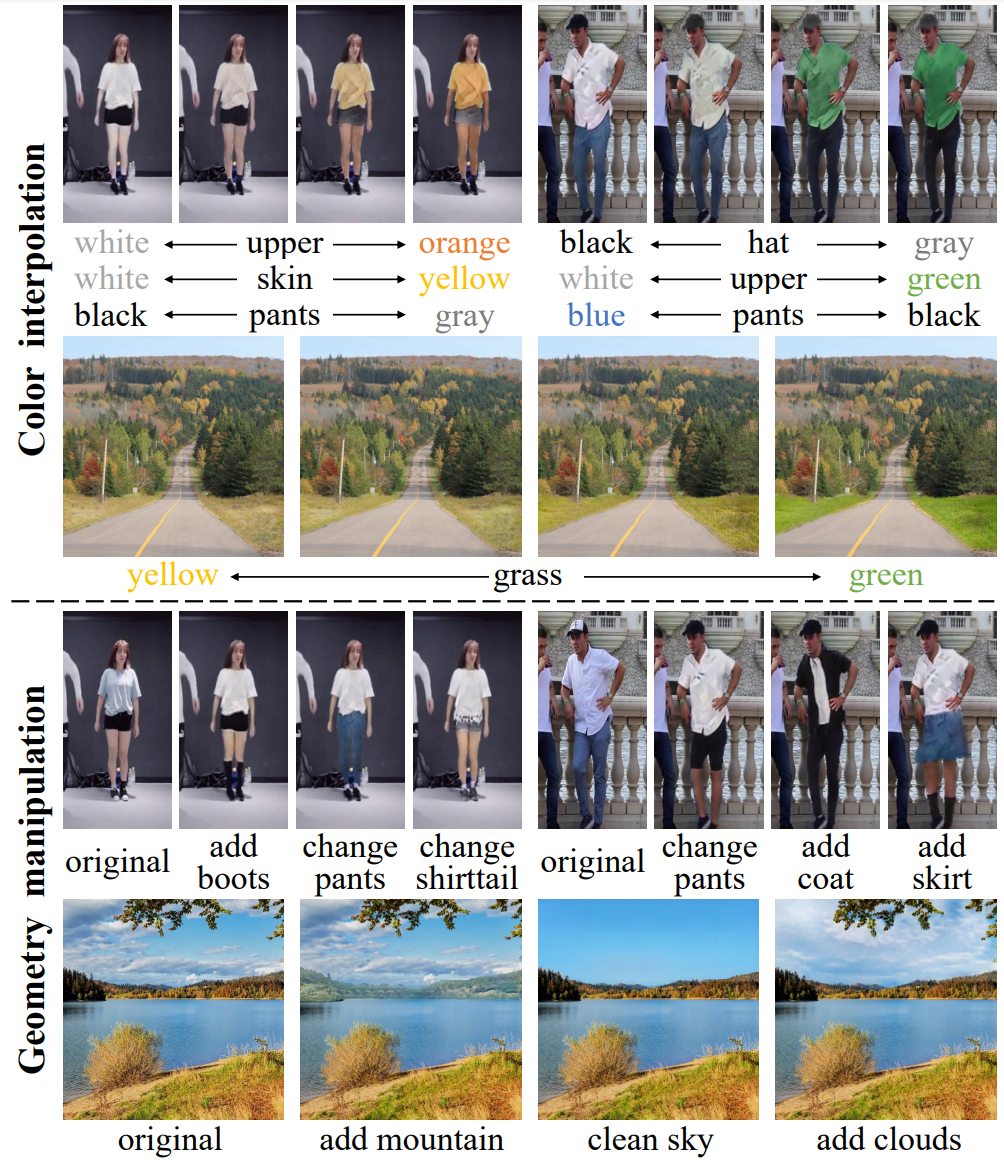 Color interpolation
white upper orange
white skin yellow
black pants gray
black hat gray
white upper green
blue pants black
yellow grass green
Geometry manipulation
original
add
boots
change
pants
change
shirttail
original
change
pants
add
coat
add
skirt
original
add mountain
clean sky
add clouds